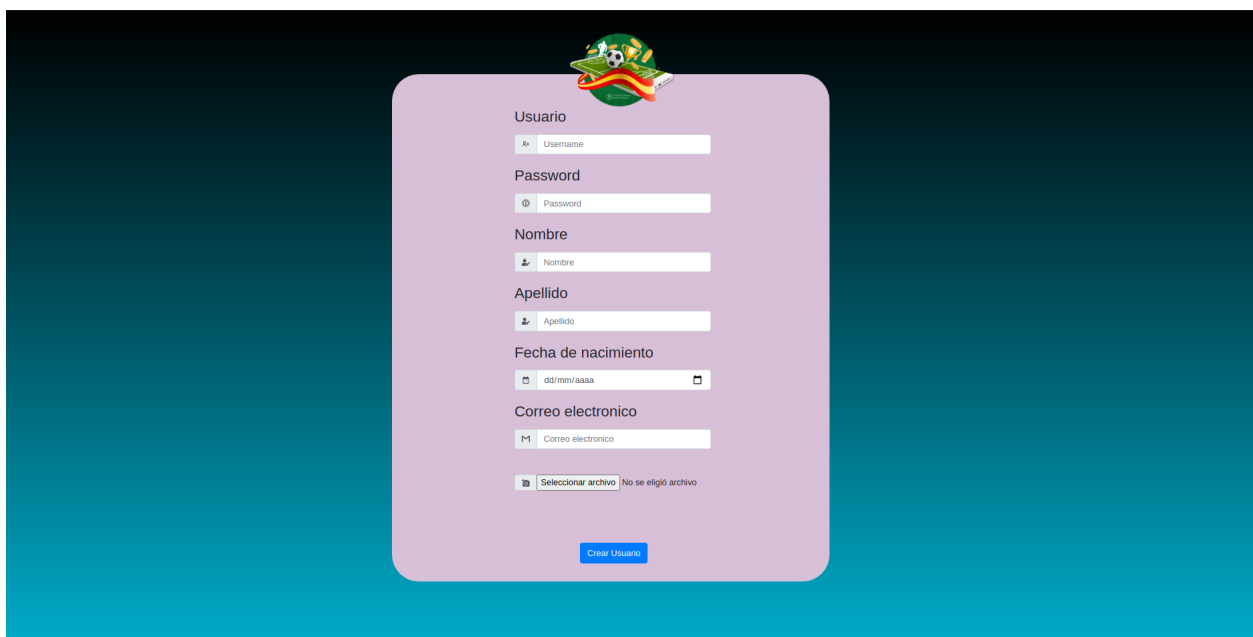 Usuario
Username
Password
Password
Nombre
Nombre
Apellido
Apellido
Fecha de nacimiento
dd/mm/aaaa
Correo electronico
Correo electronico
Seleccionar archivo No se eligió archivo
Crear Usuario